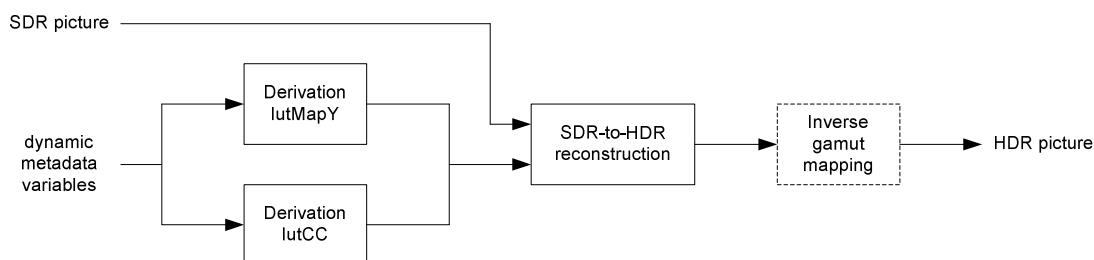 SDR picture
Derivation
lutMapY
dynamic
metadata
variables
Derivation
lutCC
SDR-to-HDR
reconstruction
Inverse
gamut
mapping
HDR picture